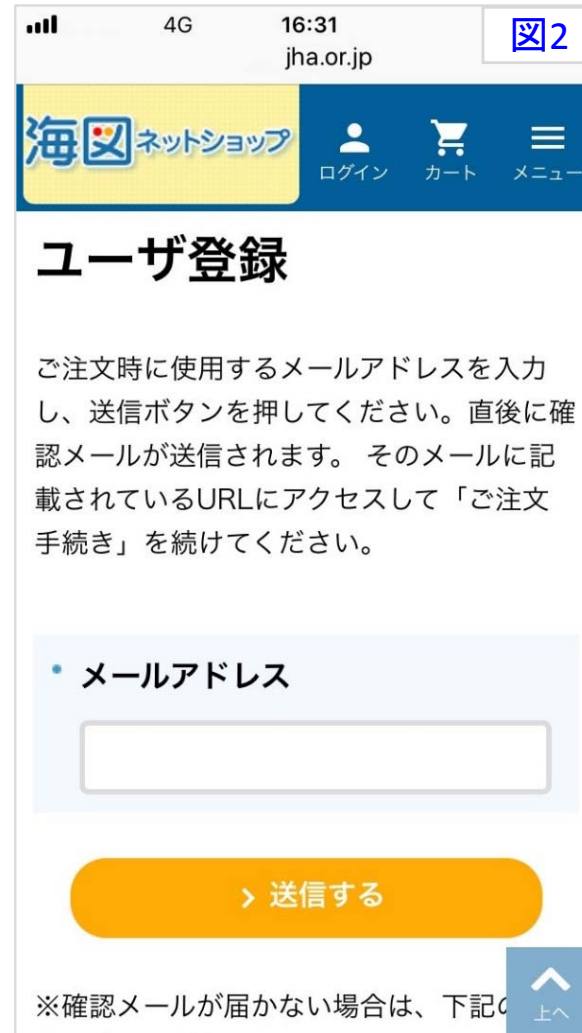 4G 16:31 図2
jha.or.jp
海図ネットショップ
ログイン カート メニュー
ユーザ登録
ご注文時に使用するメールアドレスを入力
し、送信ボタンを押してください。直後に確
認メールが送信されます。 そのメールに記
載されているURLにアクセスして「ご注文
手続き」を続けてください。
メールアドレス
> 送信する
※確認メールが届かない場合は、下記
上へ